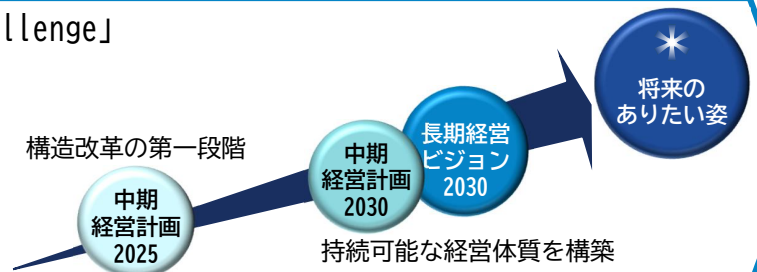 llenge」
構造改革の第一段階
中期
経営計画
2025
中期
経営計画
2030
長期経営
ビジョン
2030
持続可能な経営体質を構築
将来の
ありたい姿